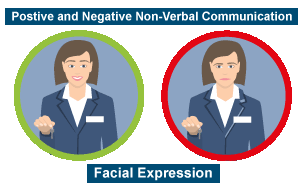 Postive and Negative Non-Verbal Communication
Facial Expression